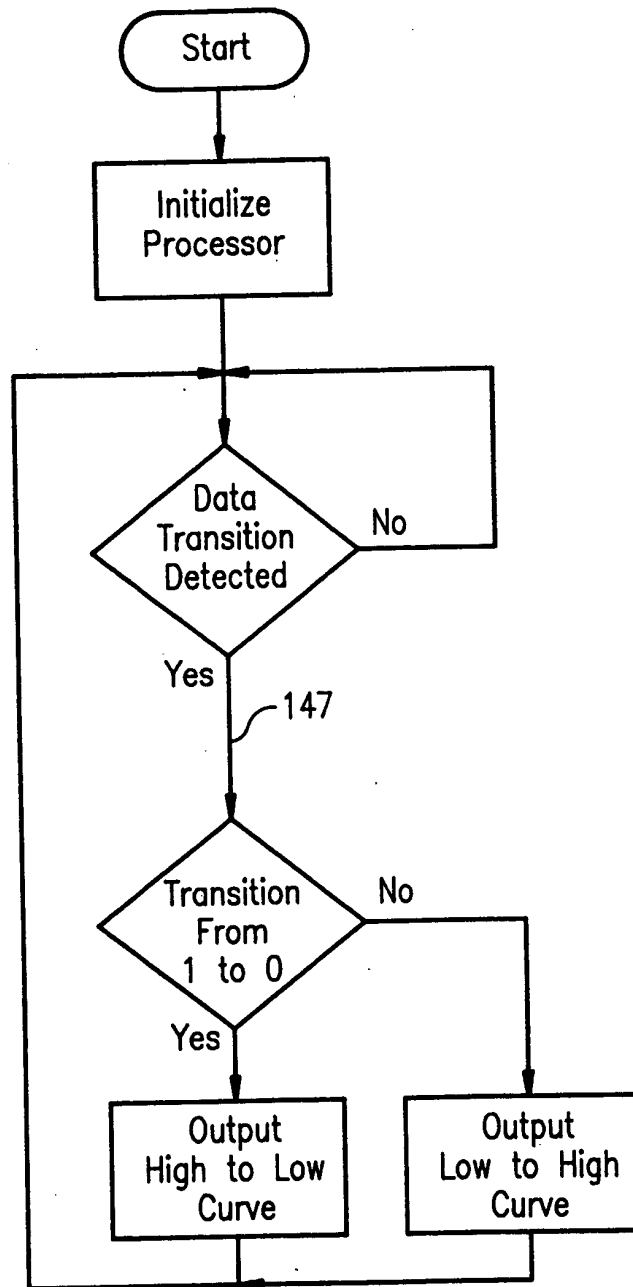 Start
Initialize
Processor
Data
Transition
Detected
No
Yes
147
Transition
From
1 to 0
No
Yes
Output
High to Low
Curve
Output
Low to High
Curve